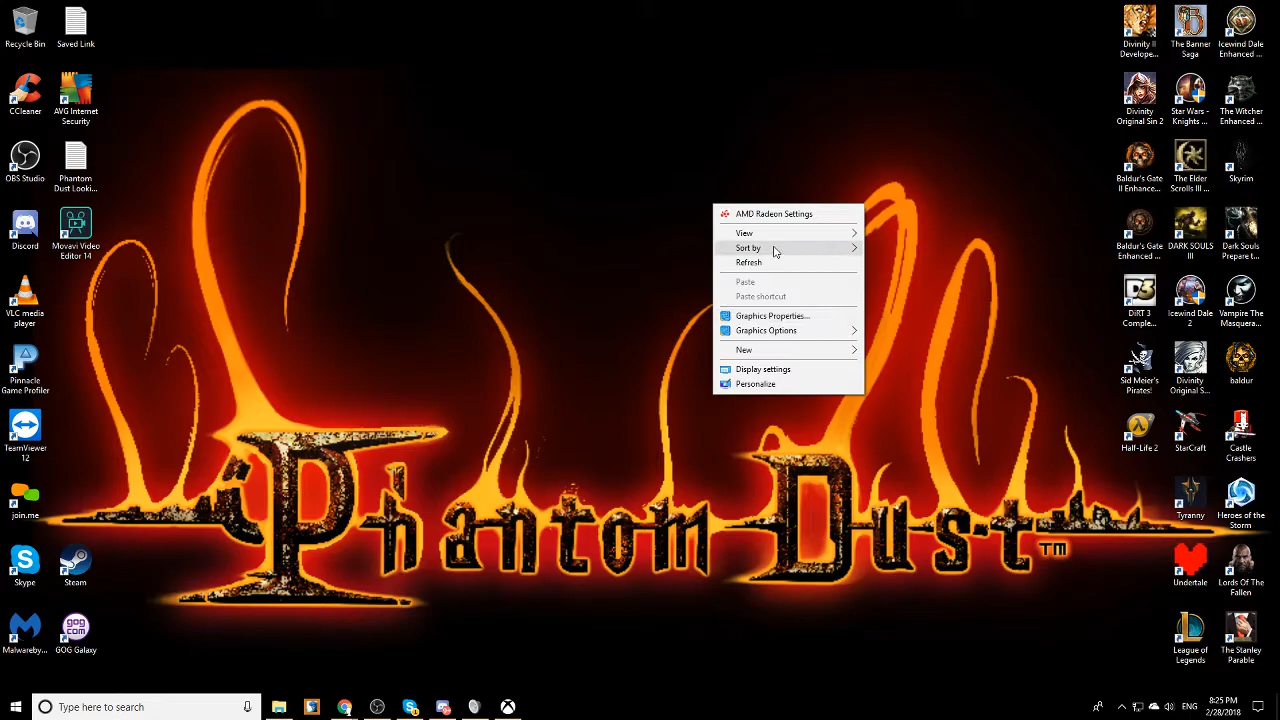 Recycle Bin
Saved Link
CCleaner
AVG Internet
Security
OBS Studio
Phantom
Dust Looki...
Discord
Movavi Video
Editor 14
VLC media
player
Pinnacle
Game Profiler
TeamViewer
12
join.me
Skype
Steam
Malwareby...
GOG Galaxy
gog
com
Phantom Dust™
AMD Radeon Settings
View
Sort by
Refresh
Paste
Paste shortcut
Graphics Properties...
Graphics Options
New
Display settings
Personalize
Divinity II
Develope...
The Banner
Saga
Icewind Dale
Enhanced ...
Divinity
Original Sin 2
Star Wars -
Knights ...
The Witcher
Enhanced ...
Baldur's Gate
II Enhance...
The Elder
Scrolls III ...
Skyrim
Baldur's Gate
Enhanced ...
DARK SOULS
III
Dark Souls
Prepare t...
D3
DiRT 3
Comple...
Icewind Dale
2
Vampire The
Masquera...
Sid Meier's
Pirates!
Divinity
Original S...
baldur
Half-Life 2
StarCraft
Castle
Crashers
Tyranny
Heroes of the
Storm
Undertale
Lords Of The
Fallen
League of
Legends
The Stanley
Parable
Type here to search
ENG
8:25 PM
2/28/2018